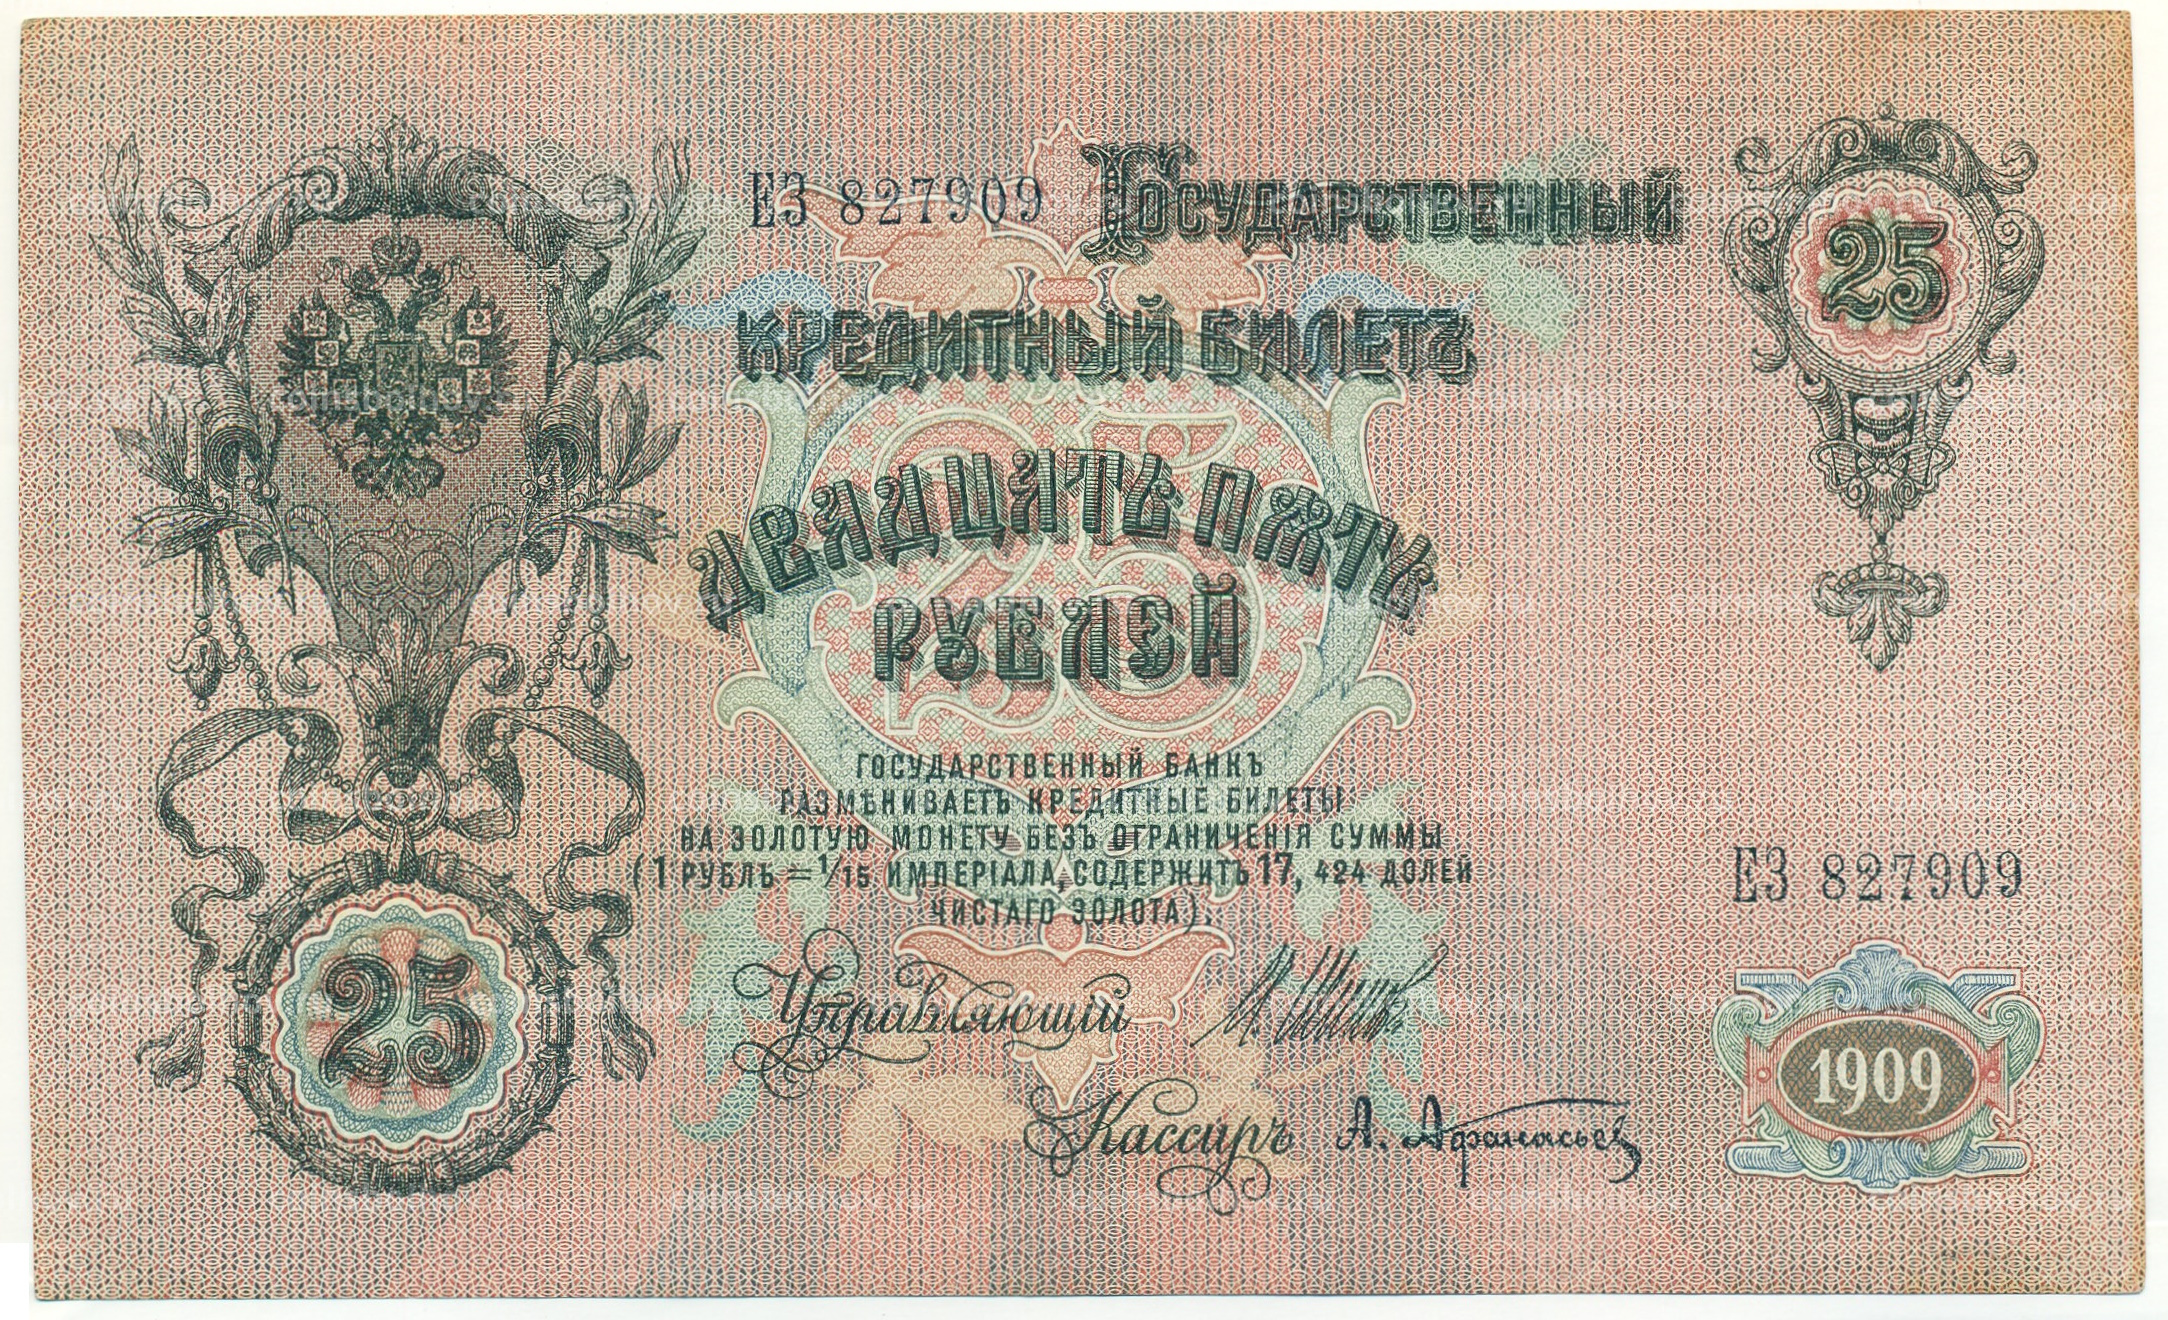 ЕЗ 827909 Государственный
25
КРЕДИТНЫЙ БИЛЕТЪ
ДВАДЦАТЬ ПЯТЬ
РУБЛЕЙ
ГОСУДАРСТВЕННЫЙ БАНКЪ
РАЗМѢНИВАЕТЪ КРЕДИТНЫЕ БИЛЕТЫ
НА ЗОЛОТУЮ МОНЕТУ БЕЗЪ ОГРАНИЧЕНІЯ СУММЫ
(1 РУБЛЬ = 1/15 ИМПЕРІАЛА, СОДЕРЖИТЪ 17, 424 ДОЛЕЙ
ЧИСТАГО ЗОЛОТА).
ЕЗ 827909
25
Управляющій
Кассиръ А. Афанасьев
1909